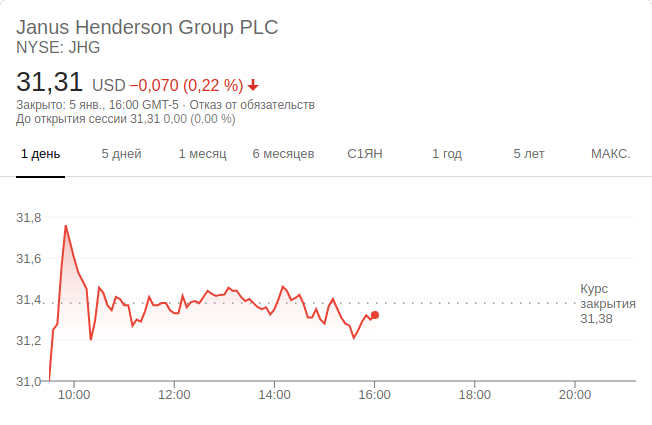 Janus Henderson Group PLC
NYSE: JHG
31,31 USD −0,070 (0,22 %)
Закрыто: 5 янв., 16:00 GMT-5 · Отказ от обязательств
До открытия сессии 31,31 0,00 (0,00 %)
1 день 5 дней 1 месяц 6 месяцев С1ЯН 1 год 5 лет МАКС.
31,8
31,6
31,4
31,2
31,0
Курс
закрытия
31,38
10:00 12:00 14:00 16:00 18:00 20:00